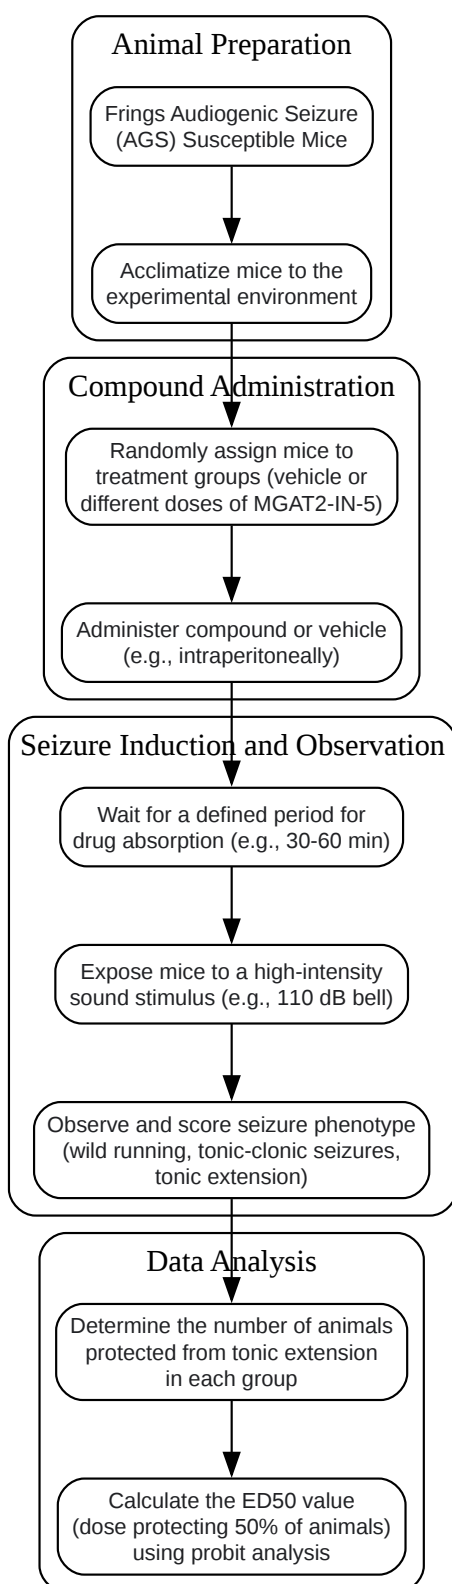 Animal Preparation
Frings Audiogenic Seizure
(AGS) Susceptible Mice
Acclimatize mice to the
experimental environment
Compound Administration
Randomly assign mice to
treatment groups (vehicle or
different doses of MGAT2-IN-5)
Administer compound or vehicle
(e.g., intraperitoneally)
Seizure Induction and Observation
Wait for a defined period for
drug absorption (e.g., 30-60 min)
Expose mice to a high-intensity
sound stimulus (e.g., 110 dB bell)
Observe and score seizure phenotype
(wild running, tonic-clonic seizures,
tonic extension)
Data Analysis
Determine the number of animals
protected from tonic extension
in each group
Calculate the ED50 value
(dose protecting 50% of animals)
using probit analysis